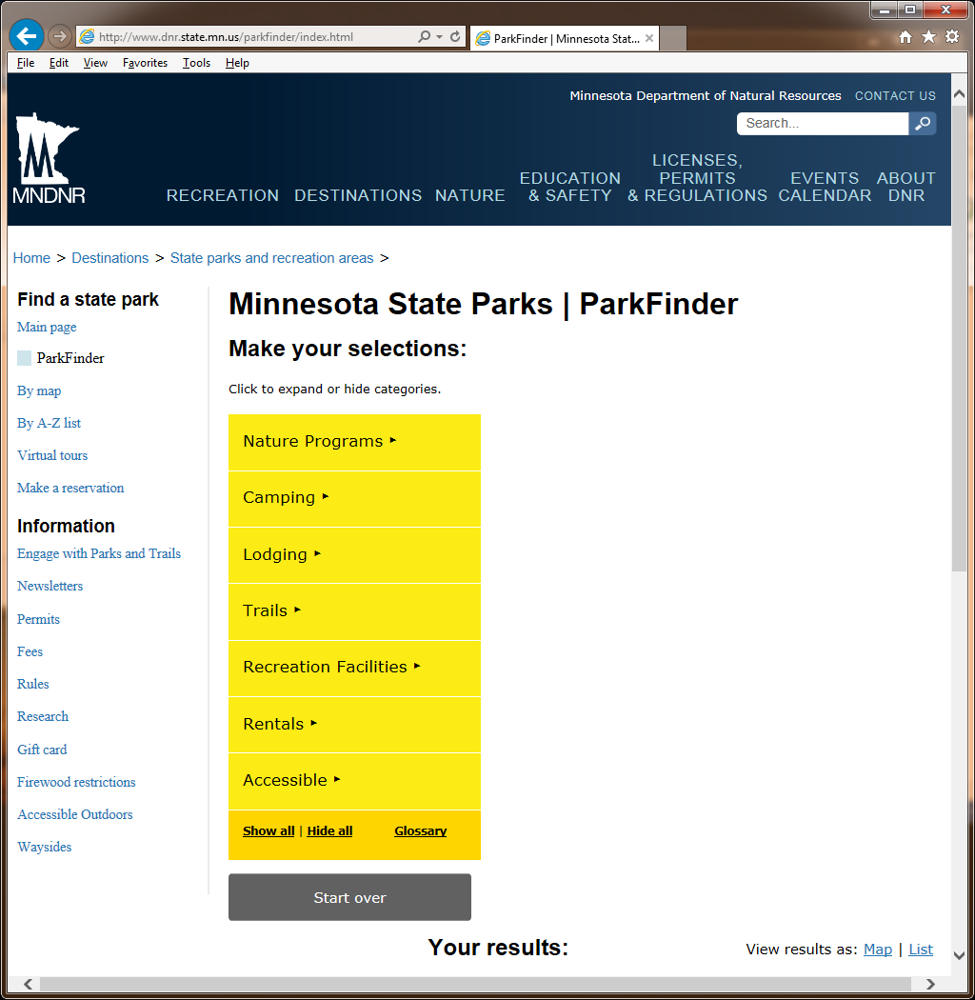 http://www.dnr.state.mn.us/parkfinder/index.html
ParkFinder | Minnesota Stat...
File Edit View Favorites Tools Help
Minnesota Department of Natural Resources CONTACT US
Search...
MNDNR
RECREATION DESTINATIONS NATURE
EDUCATION
& SAFETY
LICENSES,
PERMITS
& REGULATIONS
EVENTS
CALENDAR
ABOUT
DNR
Home > Destinations > State parks and recreation areas >
Find a state park
Main page
ParkFinder
By map
By A-Z list
Virtual tours
Make a reservation
Information
Engage with Parks and Trails
Newsletters
Permits
Fees
Rules
Research
Gift card
Firewood restrictions
Accessible Outdoors
Waysides
Minnesota State Parks | ParkFinder
Make your selections:
Click to expand or hide categories.
Nature Programs ►
Camping ►
Lodging ►
Trails ►
Recreation Facilities ►
Rentals ►
Accessible ►
Show all | Hide all Glossary
Start over
Your results:
View results as: Map | List